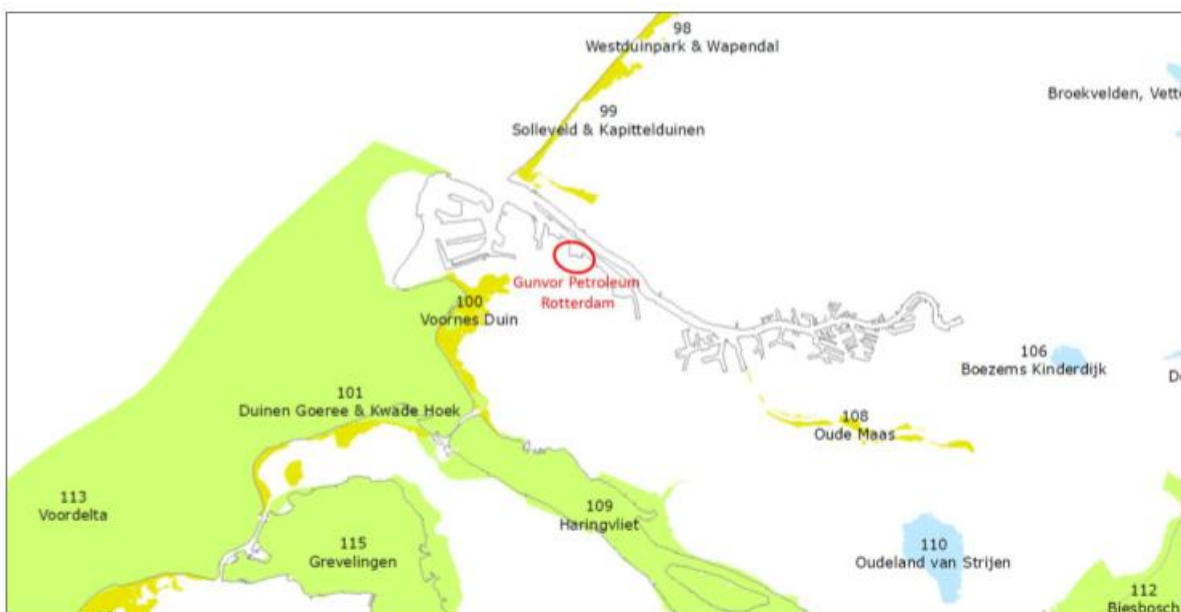 98
Westduinpark & Wapendal
Broekvelden, Vette
99
Solleveld & Kapittelduinen
Gunvor Petroleum
Rotterdam
100
Voornes Duin
106
Boezems Kinderdijk
101
Duinen Goeree & Kwade Hoek
108
Oude Maas
113
Voordelta
109
Haringvliet
115
Grevelingen
110
Oudeland van Strijen
112
Biesbosch